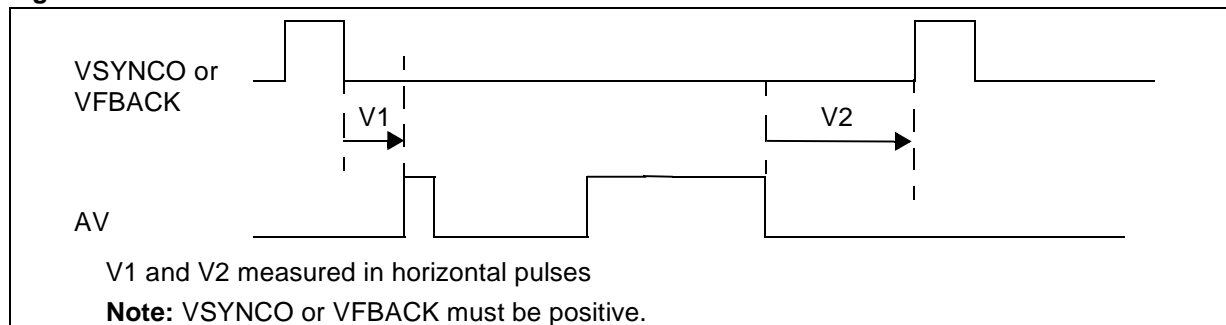 VSYNCO or
VFBACK
V1
V2
AV
V1 and V2 measured in horizontal pulses
Note: VSYNCO or VFBACK must be positive.